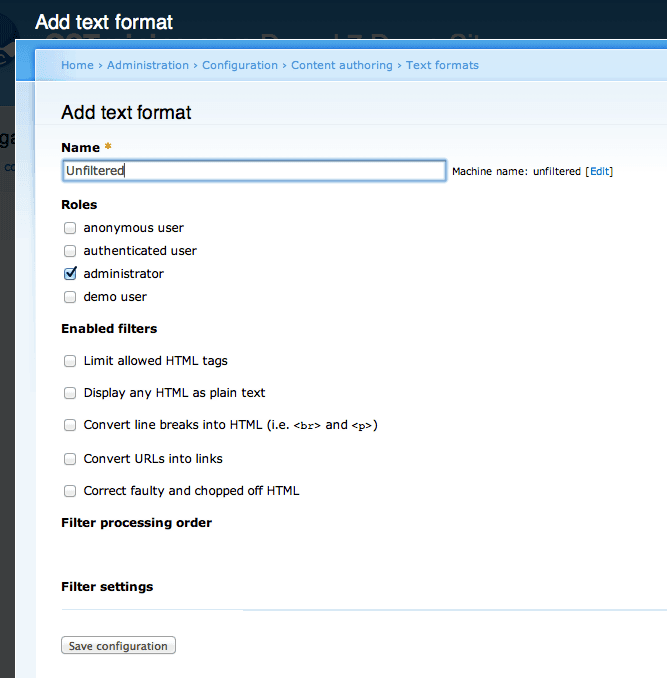 Add text format
Home › Administration › Configuration › Content authoring › Text formats
Add text format
Name *
Unfiltered
Machine name: unfiltered [Edit]
Roles
anonymous user
authenticated user
administrator
demo user
Enabled filters
Limit allowed HTML tags
Display any HTML as plain text
Convert line breaks into HTML (i.e. <br> and <p>)
Convert URLs into links
Correct faulty and chopped off HTML
Filter processing order
Filter settings
Save configuration